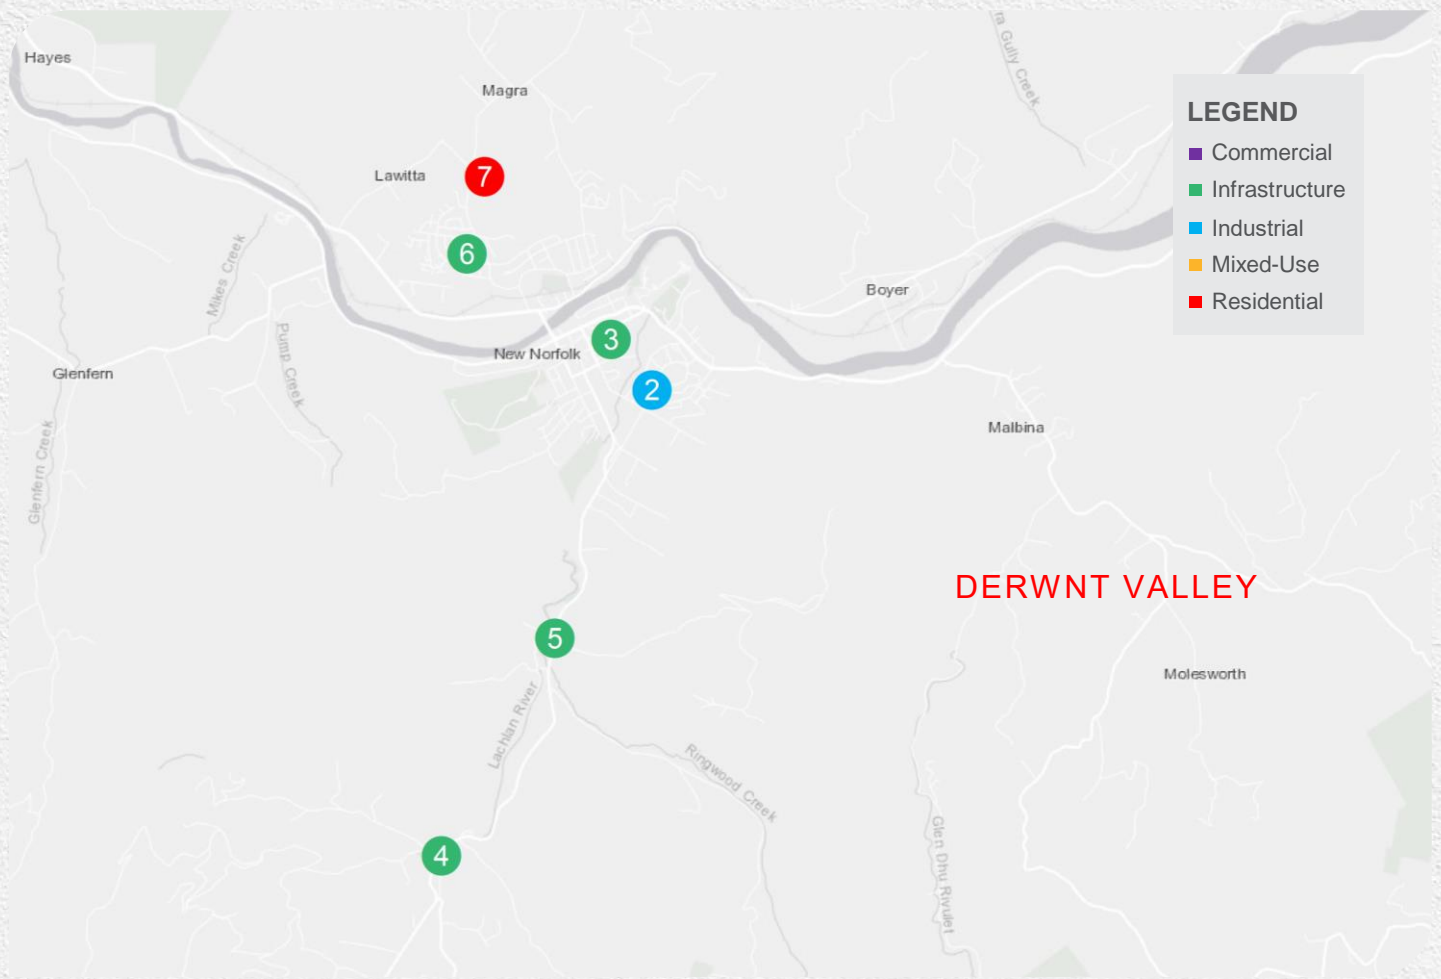 Hayes
Magra
ra Gully Creek
LEGEND
Commercial
Infrastructure
Industrial
Mixed-Use
Residential
Lawitta
7
6
Mikes Creek
Boyer
Pump Creek
3
New Norfolk
Glenfern
2
Malbina
Glenfern Creek
DERWNT VALLEY
5
Molesworth
Lachlan River
Ringwood Creek
4
Glen Dhu Rivulet